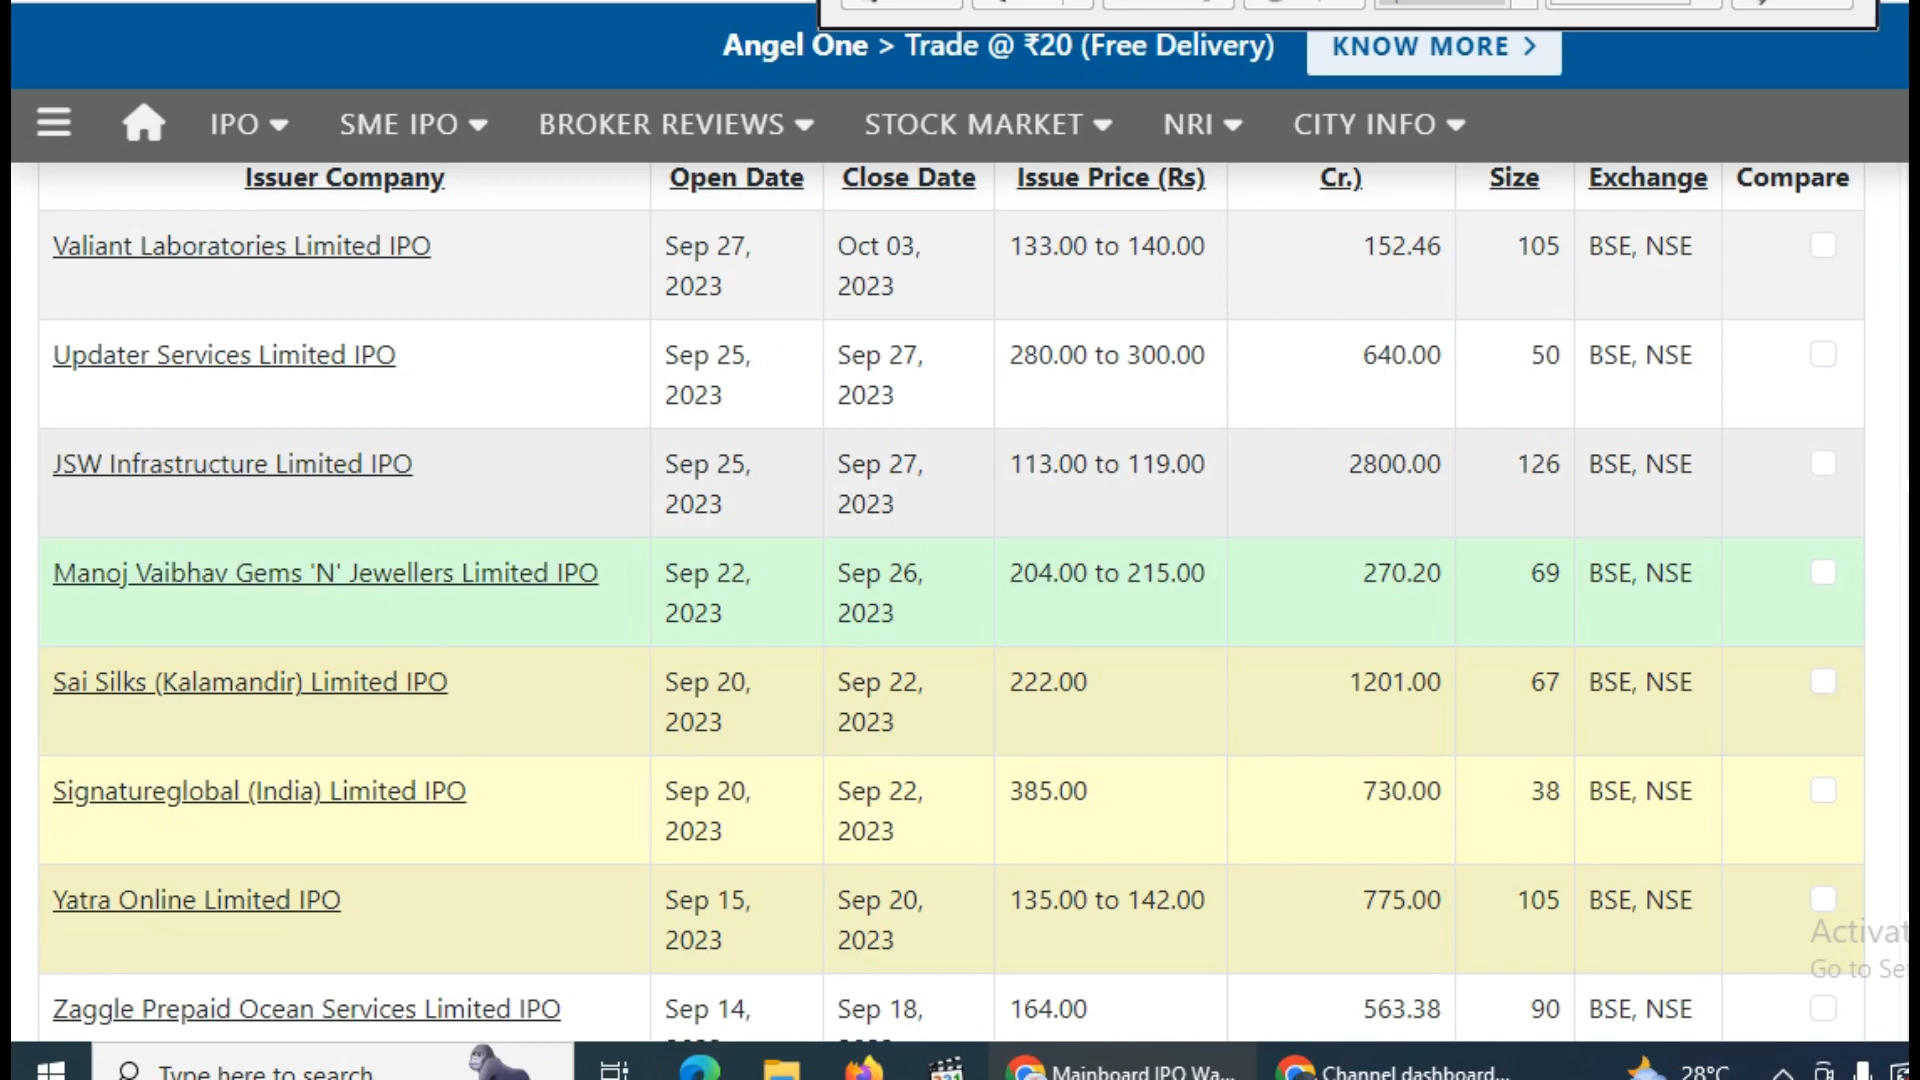 Angel One > Trade @ ₹20 (Free Delivery) KNOW MORE >
IPO SME IPO BROKER REVIEWS STOCK MARKET NRI CITY INFO
Issuer Company Open Date Close Date Issue Price (Rs) Cr.) Size Exchange Compare
Valiant Laboratories Limited IPO Sep 27, Oct 03, 133.00 to 140.00 152.46 105 BSE, NSE
2023 2023
Updater Services Limited IPO Sep 25, Sep 27, 280.00 to 300.00 640.00 50 BSE, NSE
2023 2023
JSW Infrastructure Limited IPO Sep 25, Sep 27, 113.00 to 119.00 2800.00 126 BSE, NSE
2023 2023
Manoj Vaibhav Gems 'N' Jewellers Limited IPO Sep 22, Sep 26, 204.00 to 215.00 270.20 69 BSE, NSE
2023 2023
Sai Silks (Kalamandir) Limited IPO Sep 20, Sep 22, 222.00 1201.00 67 BSE, NSE
2023 2023
Signatureglobal (India) Limited IPO Sep 20, Sep 22, 385.00 730.00 38 BSE, NSE
2023 2023
Yatra Online Limited IPO Sep 15, Sep 20, 135.00 to 142.00 775.00 105 BSE, NSE
2023 2023
Activat
Go to Se
Zaggle Prepaid Ocean Services Limited IPO Sep 14, Sep 18, 164.00 563.38 90 BSE, NSE
Type here to search Mainboard IPO Wa... Channel dashboard... 28°C